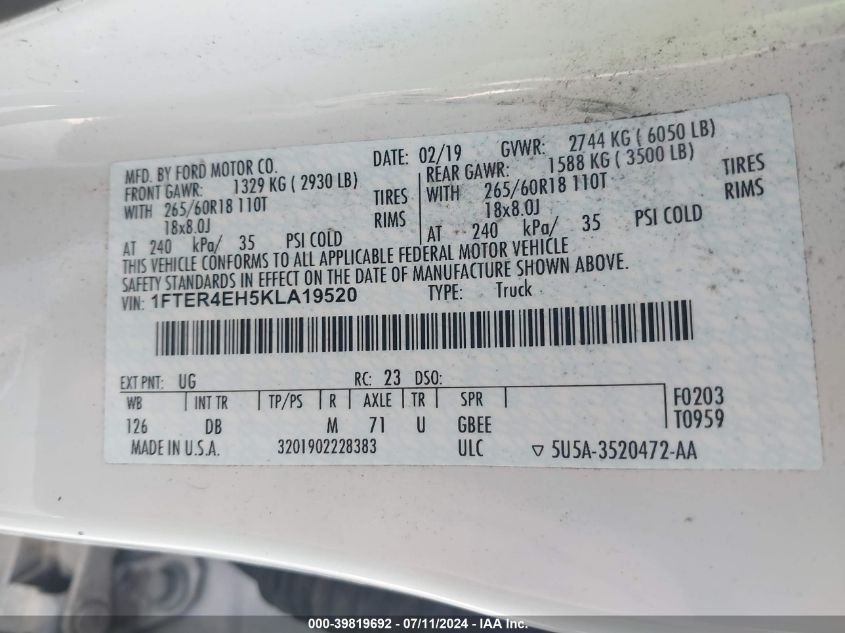 MFD. BY FORD MOTOR CO. DATE: 02/19 GVWR: 2744 KG ( 6050 LB)
FRONT GAWR: 1329 KG ( 2930 LB) REAR GAWR: 1588 KG ( 3500 LB)
WITH 265/60R18 110T TIRES WITH 265/60R18 110T TIRES
18x8.0J RIMS 18x8.0J RIMS
AT 240 kPa/ 35 PSI COLD AT 240 kPa/ 35 PSI COLD
THIS VEHICLE CONFORMS TO ALL APPLICABLE FEDERAL MOTOR VEHICLE
SAFETY STANDARDS IN EFFECT ON THE DATE OF MANUFACTURE SHOWN ABOVE.
VIN: 1FTER4EH5KLA19520 TYPE: Truck
EXT PNT: UG RC: 23 DSO:
WB INT TR TP/PS R AXLE TR SPR F0203
126 DB M 71 U GBEE T0959
MADE IN U.S.A. 3201902228383 ULC ▽ 5U5A-3520472-AA
000-39819692 - 07/11/2024 - IAA Inc.